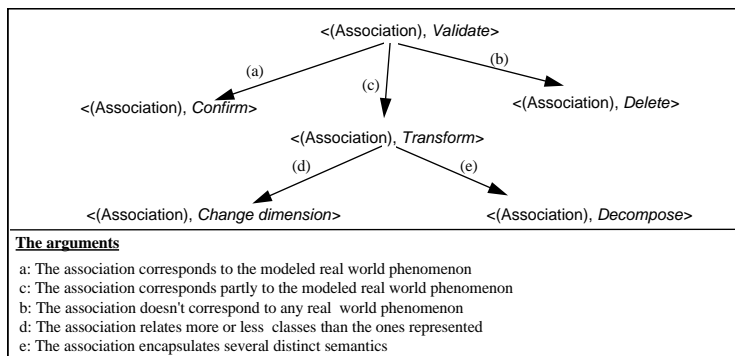 <(Association), Validate>
(a)
(b)
(c)
<(Association), Confirm>
<(Association), Delete>
<(Association), Transform>
(d)
(e)
<(Association), Change dimension>
<(Association), Decompose>
The arguments
a: The association corresponds to the modeled real world phenomenon
c: The association corresponds partly to the modeled real world phenomenon
b: The association doesn't correspond to any real world phenomenon
d: The association relates more or less classes than the ones represented
e: The association encapsulates several distinct semantics